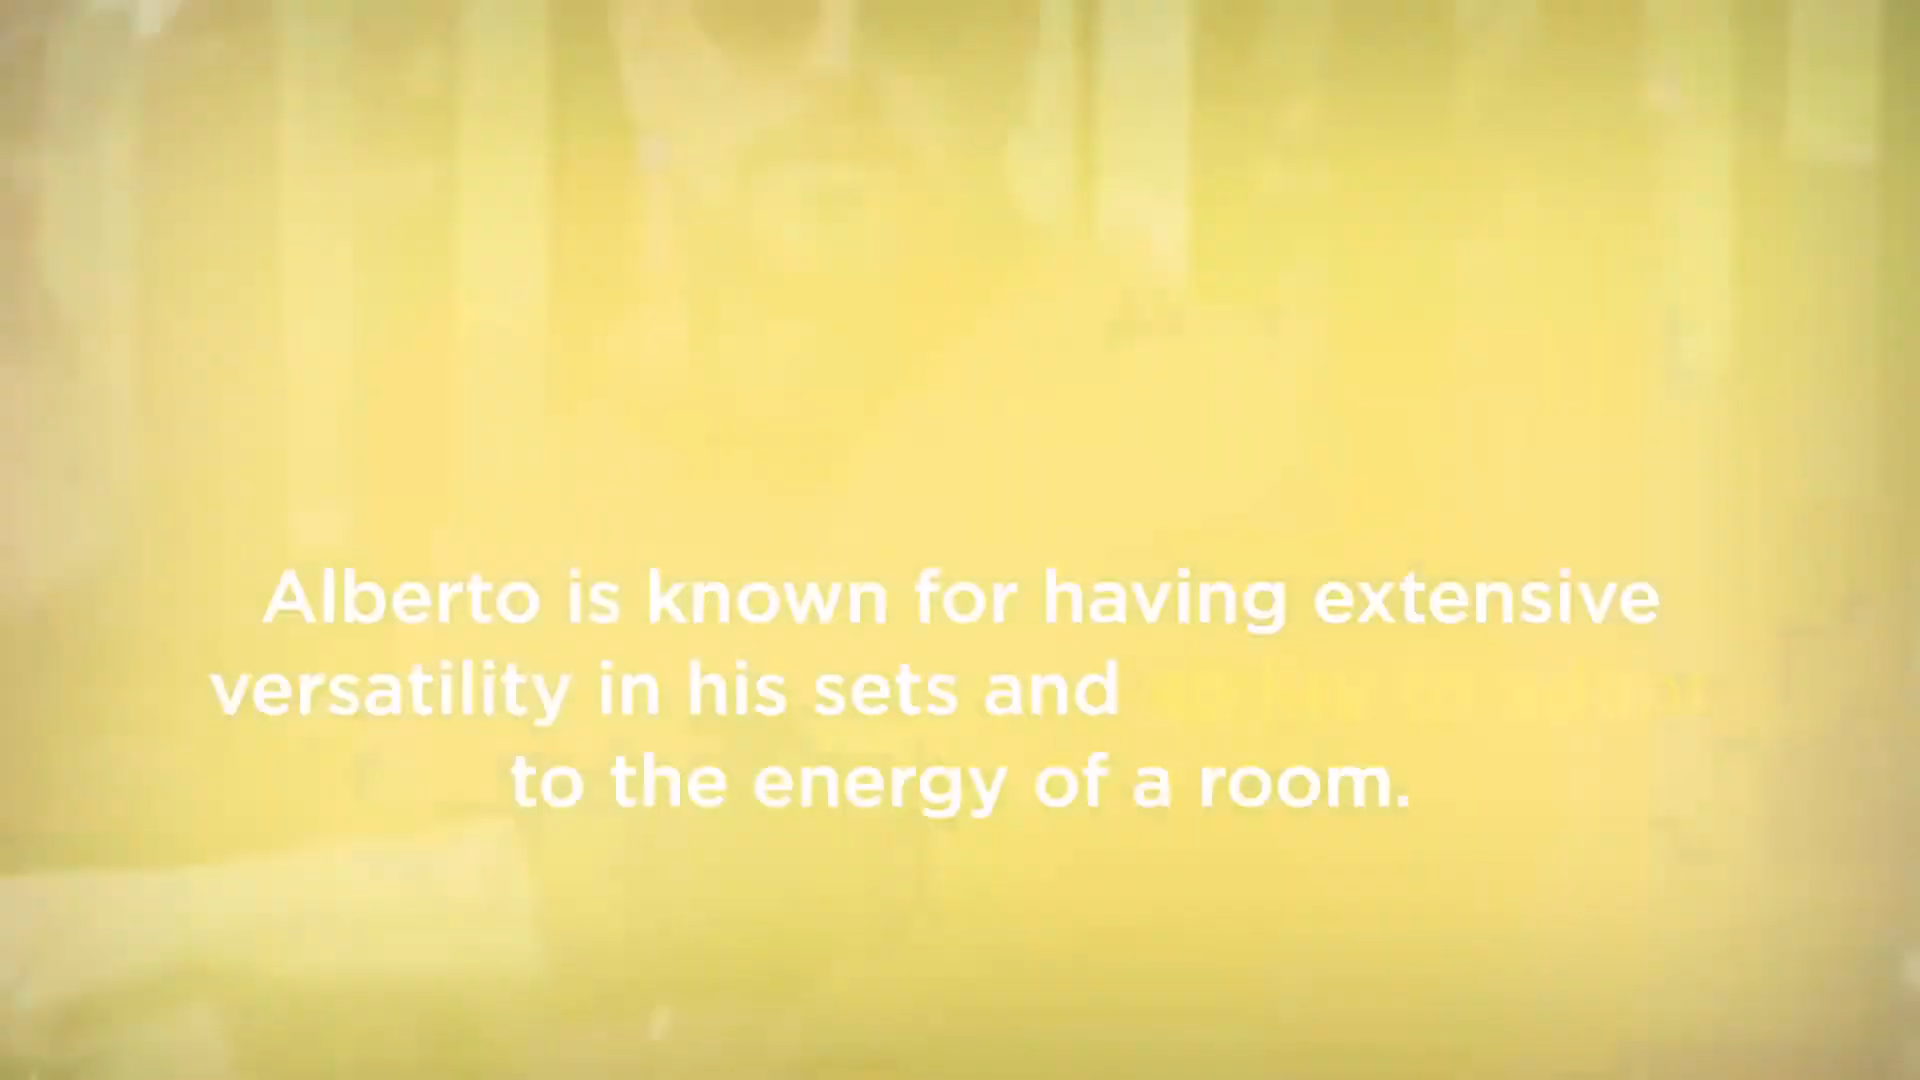 Alberto is known for having extensive
versatility in his sets and
to the energy of a room.